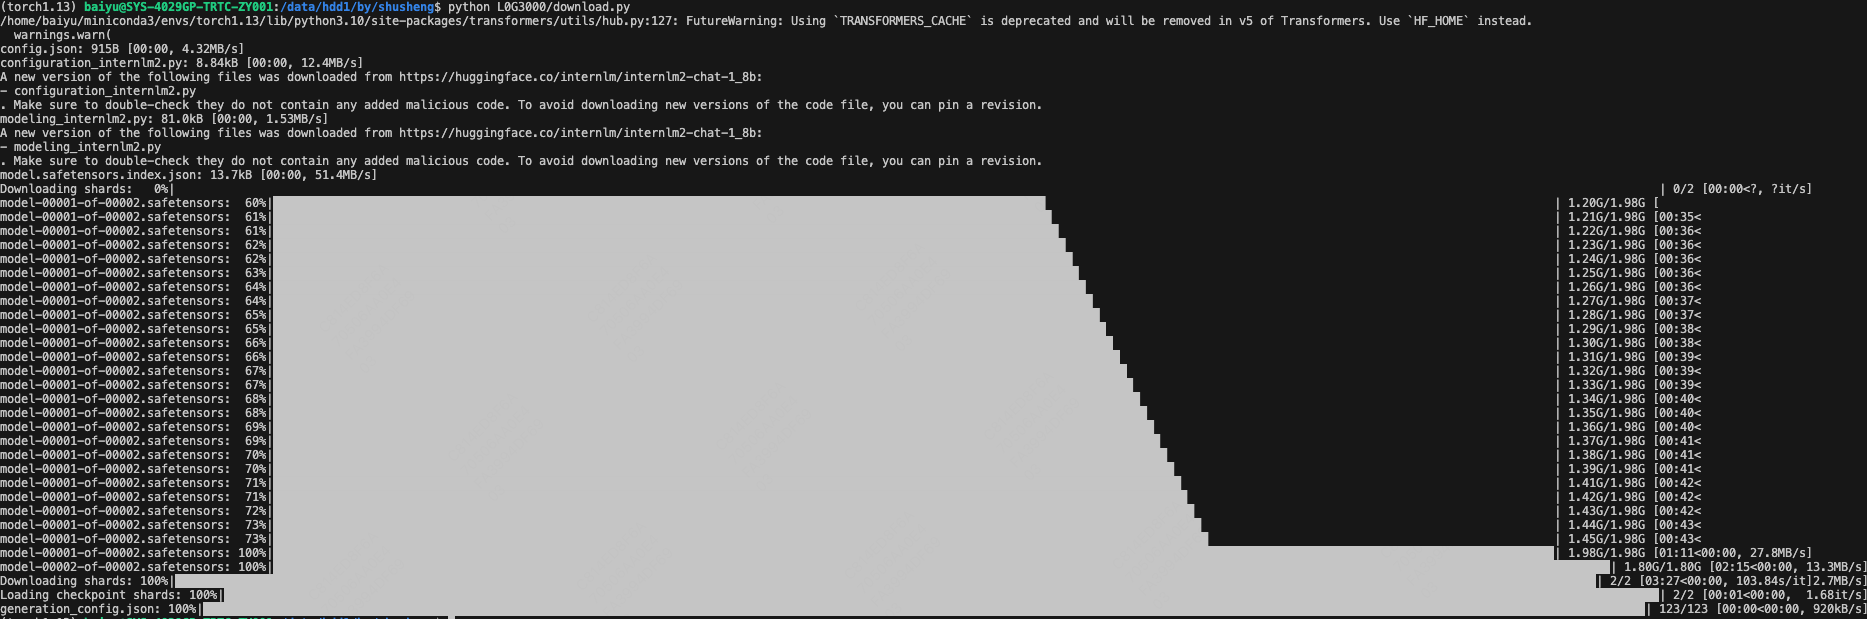 (torch1.13) baiyu@SYS-4029GP-TRTC-ZY001:/data/hdd1/by/shusheng$ python L0G3000/download.py
/home/baiyu/miniconda3/envs/torch1.13/lib/python3.10/site-packages/transformers/utils/hub.py:127: FutureWarning: Using `TRANSFORMERS_CACHE` is deprecated and will be removed in v5 of Transformers. Use `HF_HOME` instead.
  warnings.warn(
config.json: 915B [00:00, 4.32MB/s]
configuration_internlm2.py: 8.84kB [00:00, 12.4MB/s]
A new version of the following files was downloaded from https://huggingface.co/internlm/internlm2-chat-1_8b:
- configuration_internlm2.py
. Make sure to double-check they do not contain any added malicious code. To avoid downloading new versions of the code file, you can pin a revision.
modeling_internlm2.py: 81.0kB [00:00, 1.53MB/s]
A new version of the following files was downloaded from https://huggingface.co/internlm/internlm2-chat-1_8b:
- modeling_internlm2.py
. Make sure to double-check they do not contain any added malicious code. To avoid downloading new versions of the code file, you can pin a revision.
model.safetensors.index.json: 13.7kB [00:00, 51.4MB/s]
Downloading shards:   0%| | 0/2 [00:00<?, ?it/s]
model-00001-of-00002.safetensors:  60%| | 1.20G/1.98G [
model-00001-of-00002.safetensors:  61%| | 1.21G/1.98G [00:35<
model-00001-of-00002.safetensors:  61%| | 1.22G/1.98G [00:36<
model-00001-of-00002.safetensors:  62%| | 1.23G/1.98G [00:36<
model-00001-of-00002.safetensors:  62%| | 1.24G/1.98G [00:36<
model-00001-of-00002.safetensors:  63%| | 1.25G/1.98G [00:36<
model-00001-of-00002.safetensors:  64%| | 1.26G/1.98G [00:36<
model-00001-of-00002.safetensors:  64%| | 1.27G/1.98G [00:37<
model-00001-of-00002.safetensors:  65%| | 1.28G/1.98G [00:37<
model-00001-of-00002.safetensors:  65%| | 1.29G/1.98G [00:38<
model-00001-of-00002.safetensors:  66%| | 1.30G/1.98G [00:38<
model-00001-of-00002.safetensors:  66%| | 1.31G/1.98G [00:39<
model-00001-of-00002.safetensors:  67%| | 1.32G/1.98G [00:39<
model-00001-of-00002.safetensors:  67%| | 1.33G/1.98G [00:39<
model-00001-of-00002.safetensors:  68%| | 1.34G/1.98G [00:40<
model-00001-of-00002.safetensors:  68%| | 1.35G/1.98G [00:40<
model-00001-of-00002.safetensors:  69%| | 1.36G/1.98G [00:40<
model-00001-of-00002.safetensors:  69%| | 1.37G/1.98G [00:41<
model-00001-of-00002.safetensors:  70%| | 1.38G/1.98G [00:41<
model-00001-of-00002.safetensors:  70%| | 1.39G/1.98G [00:41<
model-00001-of-00002.safetensors:  71%| | 1.41G/1.98G [00:42<
model-00001-of-00002.safetensors:  71%| | 1.42G/1.98G [00:42<
model-00001-of-00002.safetensors:  72%| | 1.43G/1.98G [00:42<
model-00001-of-00002.safetensors:  73%| | 1.44G/1.98G [00:43<
model-00001-of-00002.safetensors:  73%| | 1.45G/1.98G [00:43<
model-00001-of-00002.safetensors: 100%| | 1.98G/1.98G [01:11<00:00, 27.8MB/s]
model-00002-of-00002.safetensors: 100%| | 1.80G/1.80G [02:15<00:00, 13.3MB/s]
Downloading shards: 100%| | 2/2 [03:27<00:00, 103.84s/it]2.7MB/s]
Loading checkpoint shards: 100%| | 2/2 [00:01<00:00,  1.68it/s]
generation_config.json: 100%| | 123/123 [00:00<00:00, 920kB/s]